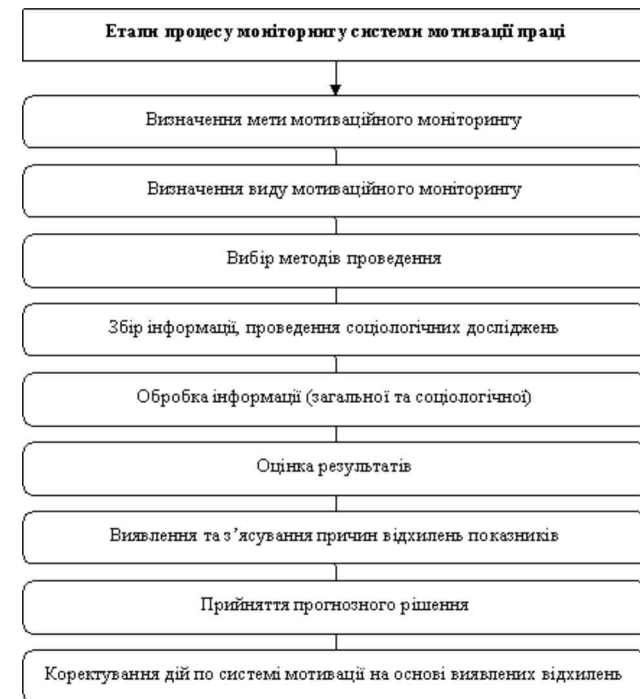 Етапи процесу моніторингу системи мотивації праці
Визначення мети мотиваційного моніторингу
Визначення виду мотиваційного моніторингу
Вибір методів проведення
Збір інформації, проведення соціологічних досліджень
Обробка інформації (загальної та соціологічної)
Оцінка результатів
Виявлення та з’ясування причин відхилень показників
Прийняття прогнозного рішення
Коректування дій по системі мотивації на основі виявлених відхилень